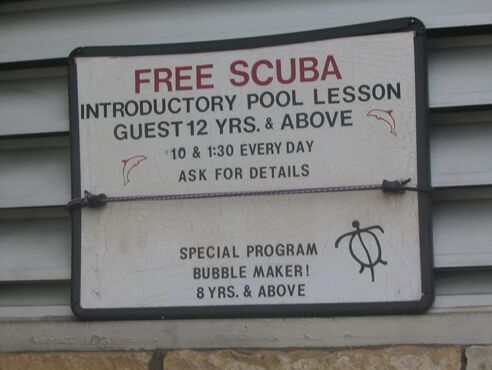 FREE SCUBA
INTRODUCTORY POOL LESSON
GUEST 12 YRS. & ABOVE
10 & 1:30 EVERY DAY
ASK FOR DETAILS
SPECIAL PROGRAM
BUBBLE MAKER!
8 YRS. & ABOVE